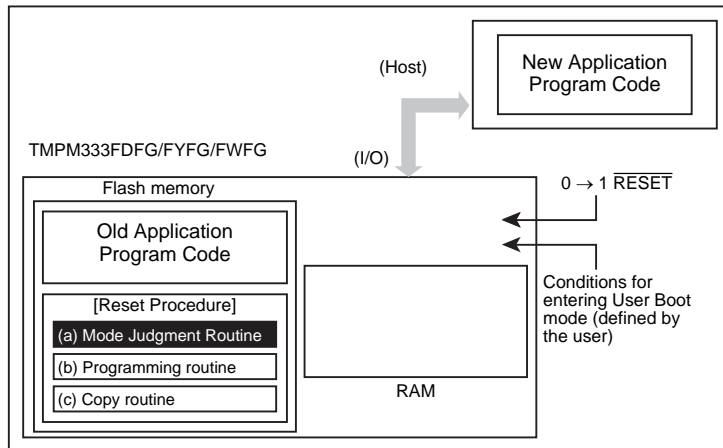 New Application
Program Code
(Host)
TMPM333FDFG/FYFG/FWFG
(I/O)
Flash memory
0 → 1 RESET
Old Application
Program Code
[Reset Procedure]
(a) Mode Judgment Routine
(b) Programming routine
(c) Copy routine
RAM
Conditions for
entering User Boot
mode (defined by
the user)